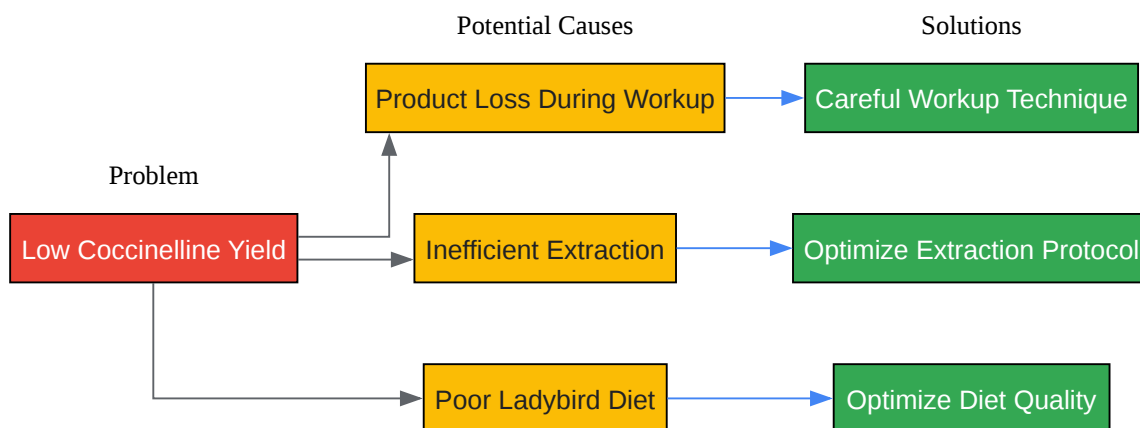 Potential Causes
Solutions
Product Loss During Workup
Careful Workup Technique
Problem
Low Coccinelline Yield
Inefficient Extraction
Optimize Extraction Protocol
Poor Ladybird Diet
Optimize Diet Quality